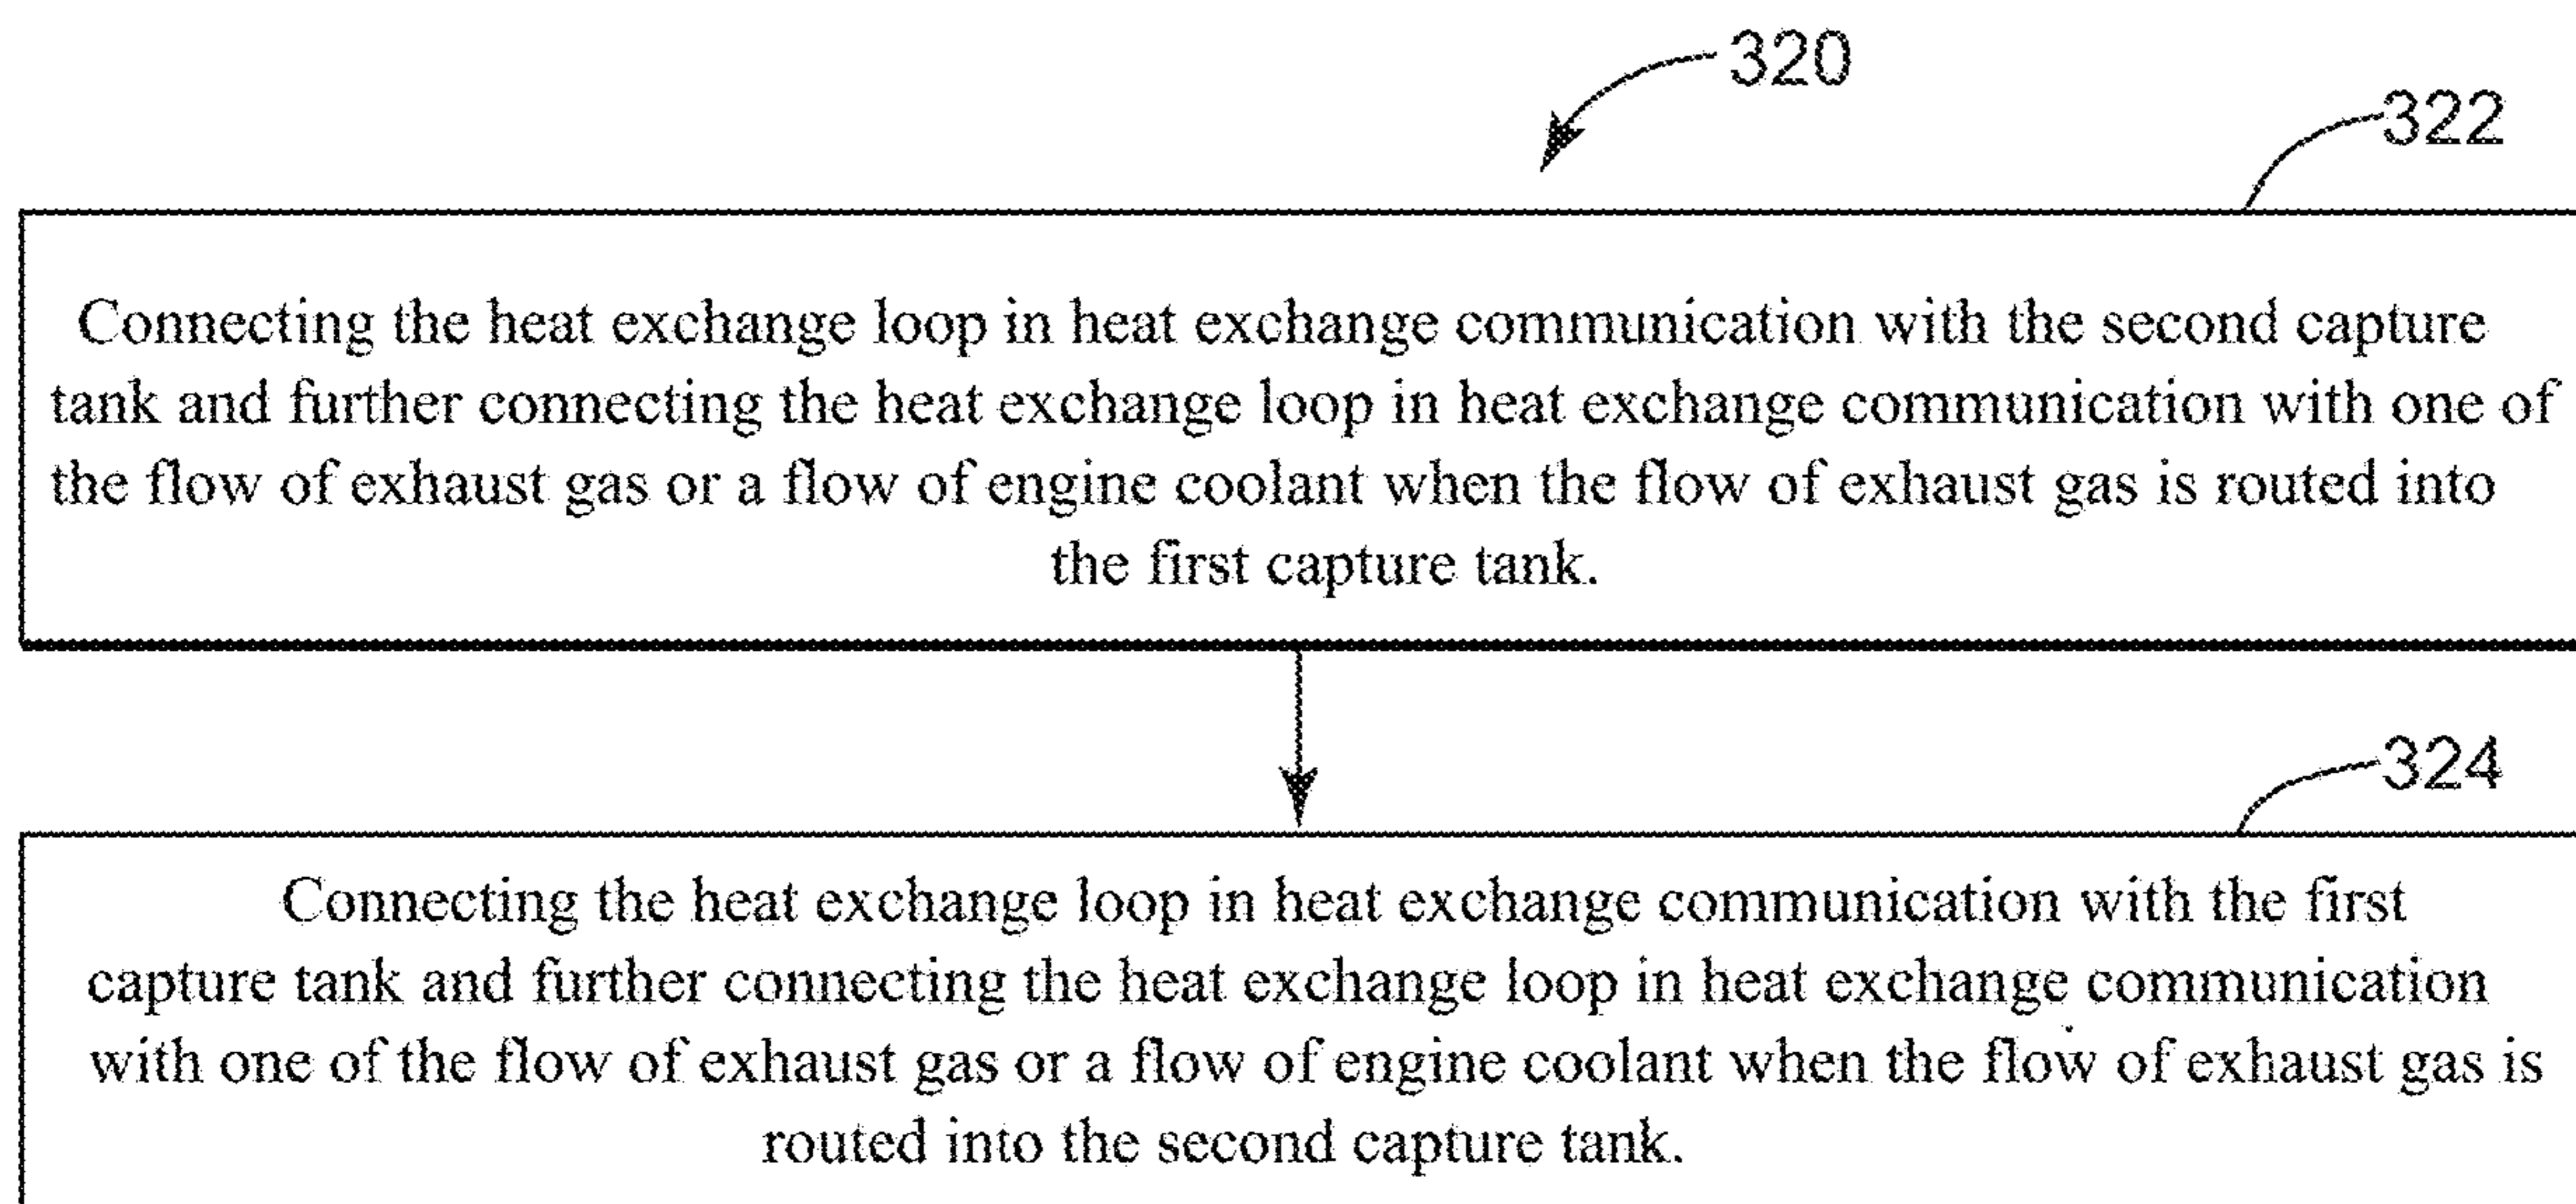 320
322
Connecting the heat exchange loop in heat exchange communication with the second capture
tank and further connecting the heat exchange loop in heat exchange communication with one of
the flow of exhaust gas or a flow of engine coolant when the flow of exhaust gas is routed into
the first capture tank.
324
Connecting the heat exchange loop in heat exchange communication with the first
capture tank and further connecting the heat exchange loop in heat exchange communication
with one of the flow of exhaust gas or a flow of engine coolant when the flow of exhaust gas is
routed into the second capture tank.